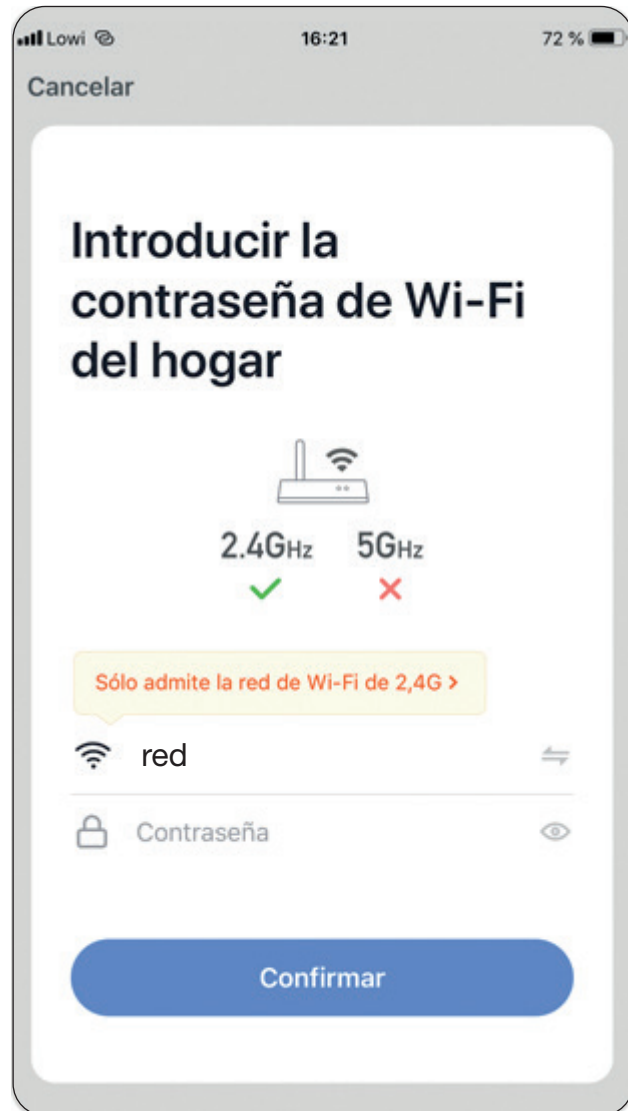 Lowi 16:21 72 %
Cancelar
Introducir la
contraseña de Wi-Fi
del hogar
2.4GHz 5GHz
Sólo admite la red de Wi-Fi de 2,4G >
red
Contraseña
Confirmar